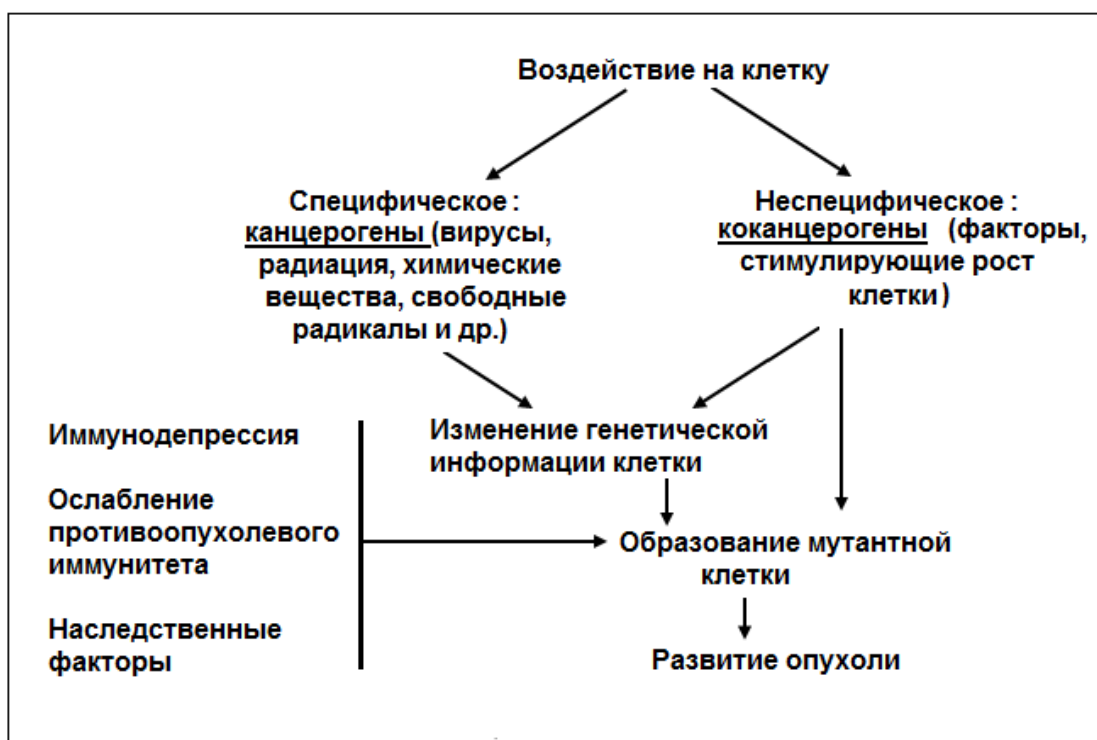 Воздействие на клетку
Специфическое :
канцерогены (вирусы,
радиация, химические
вещества, свободные
радикалы и др.)
Неспецифическое :
коканцерогены (факторы,
стимулирующие рост
клетки)
Изменение генетической
информации клетки
Иммунодепрессия
Ослабление
противоопухолевого
иммунитета
Наследственные
факторы
Образование мутантной
клетки
Развитие опухоли